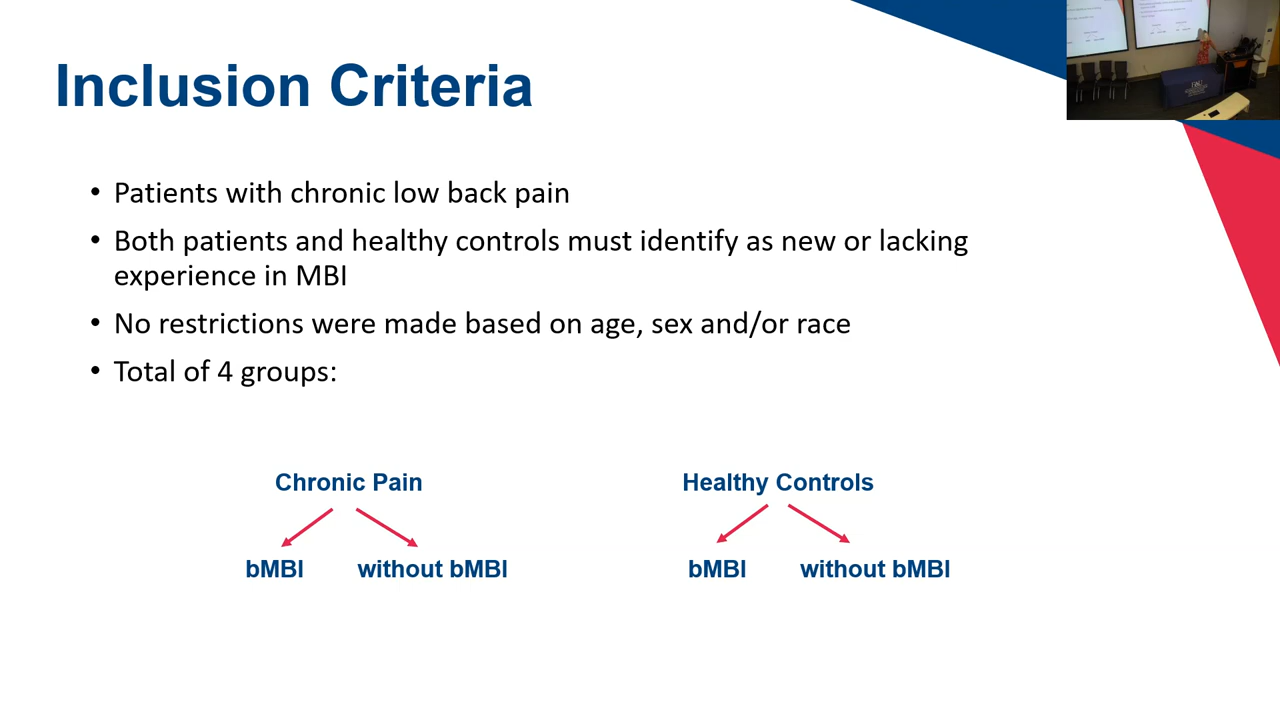 Inclusion Criteria
• Patients with chronic low back pain
• Both patients and healthy controls must identify as new or lacking
experience in MBI
• No restrictions were made based on age, sex and/or race
• Total of 4 groups:
Chronic Pain
Healthy Controls
bMBI
without bMBI
bMBI
without bMBI